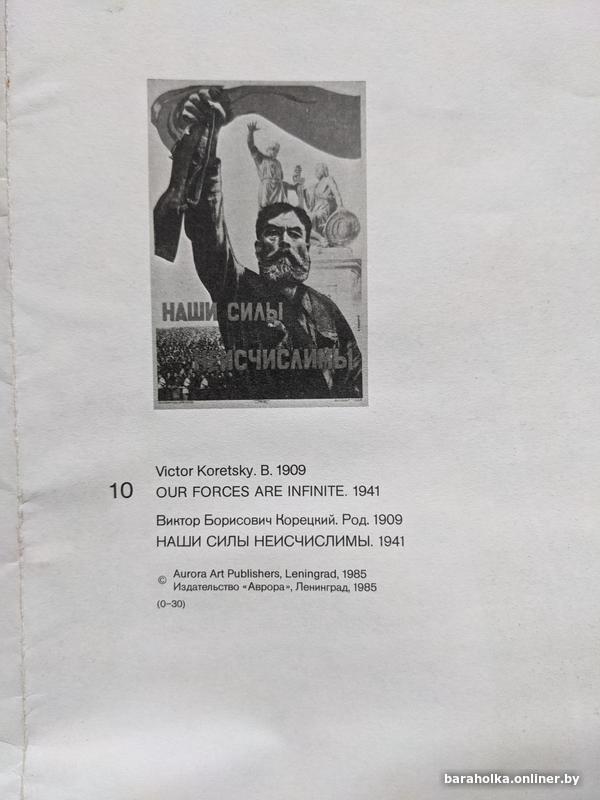 НАШИ СИЛЫ
НЕИСЧИСЛИМЫ
Victor Koretsky. B. 1909
10 OUR FORCES ARE INFINITE. 1941
Виктор Борисович Корецкий. Род. 1909
НАШИ СИЛЫ НЕИСЧИСЛИМЫ. 1941
© Aurora Art Publishers, Leningrad, 1985
Издательство «Аврора», Ленинград, 1985
(0–30)
baraholka.onliner.by